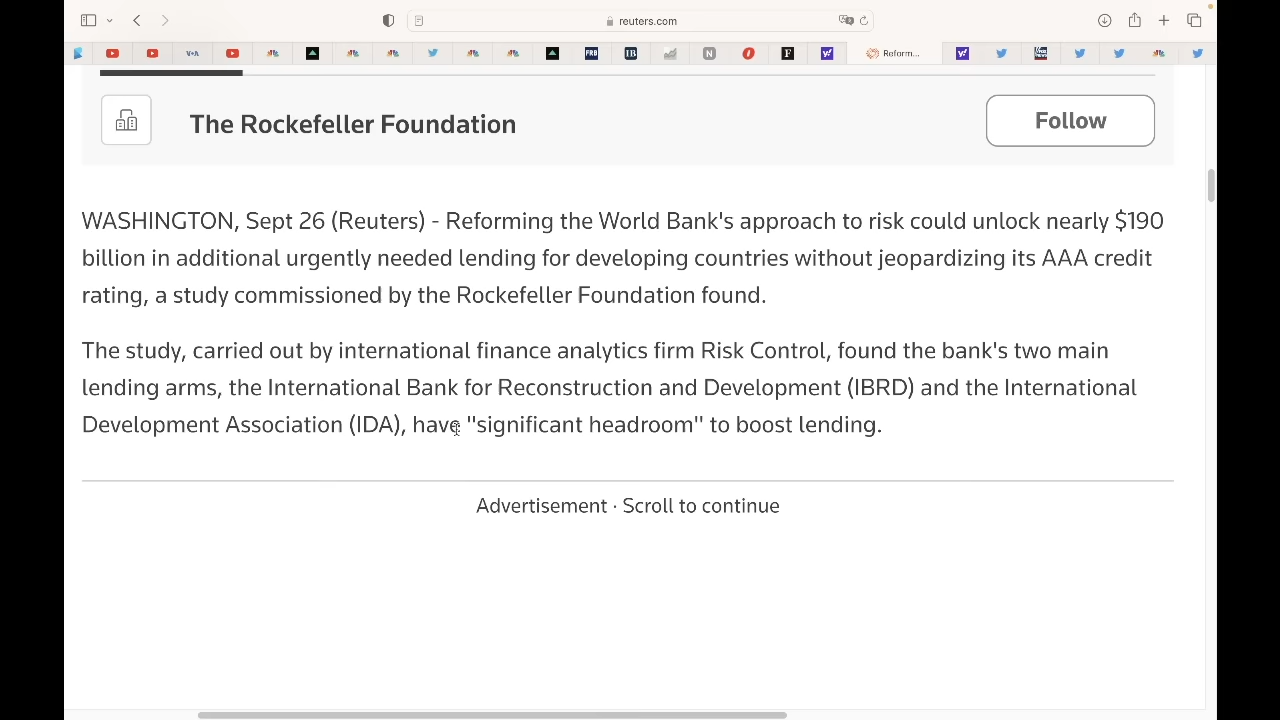 reuters.com
VOA
FRB
IB
N
F
y!
Reform...
y!
The Rockefeller Foundation
Follow
WASHINGTON, Sept 26 (Reuters) - Reforming the World Bank's approach to risk could unlock nearly $190
billion in additional urgently needed lending for developing countries without jeopardizing its AAA credit
rating, a study commissioned by the Rockefeller Foundation found.
The study, carried out by international finance analytics firm Risk Control, found the bank's two main
lending arms, the International Bank for Reconstruction and Development (IBRD) and the International
Development Association (IDA), have "significant headroom" to boost lending.
Advertisement · Scroll to continue